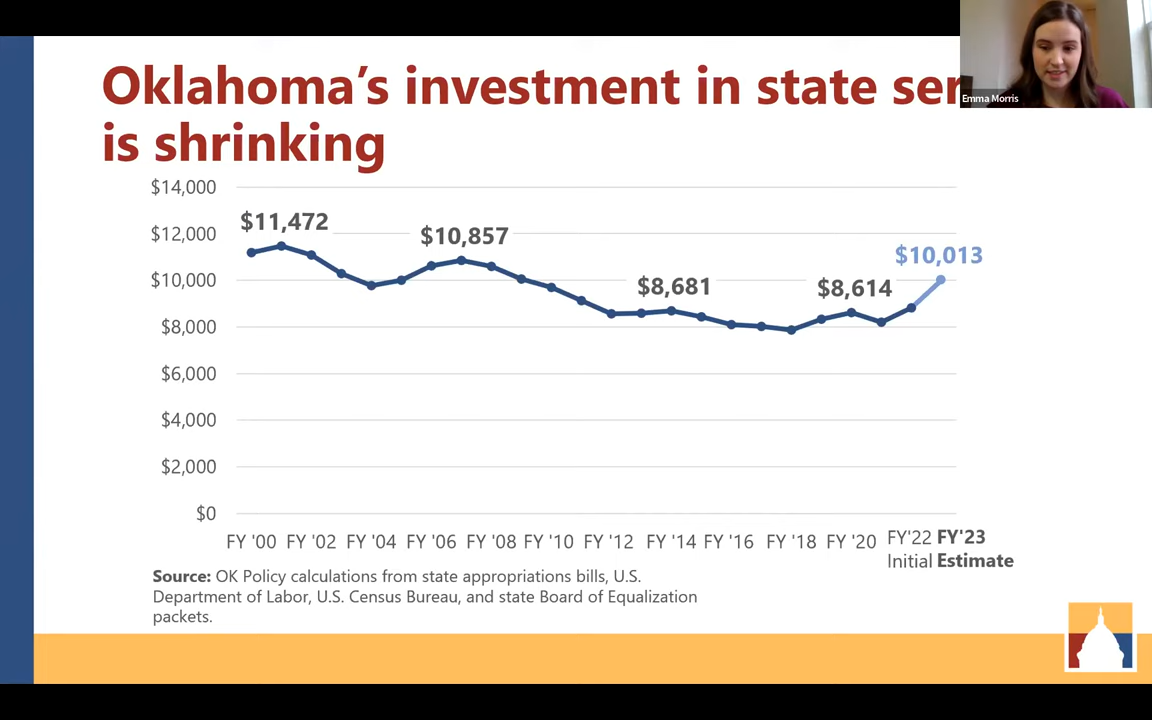 Oklahoma's investment in state ser
is shrinking
Emma Morris
$14,000
$12,000
$10,000
$8,000
$6,000
$4,000
$2,000
$0
$11,472
$10,857
$8,681
$8,614
$10,013
FY '00 FY '02 FY '04 FY '06 FY '08 FY '10 FY '12 FY '14 FY '16 FY '18 FY '20 FY'22 FY'23
Initial Estimate
Source: OK Policy calculations from state appropriations bills, U.S.
Department of Labor, U.S. Census Bureau, and state Board of Equalization
packets.